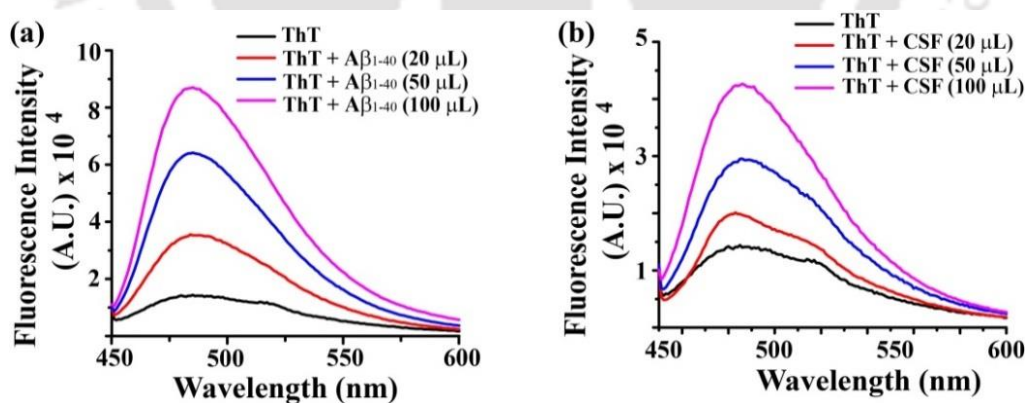 (a)
ThT
ThT + Aβ1-40 (20 μL)
ThT + Aβ1-40 (50 μL)
ThT + Aβ1-40 (100 μL)
Fluorescence Intensity
(A.U.) x 10 4
10
8
6
4
2
450 500 550 600
Wavelength (nm)
(b)
ThT
ThT + CSF (20 μL)
ThT + CSF (50 μL)
ThT + CSF (100 μL)
Fluorescence Intensity
(A.U.) x 10 4
5
3
1
450 500 550 600
Wavelength (nm)